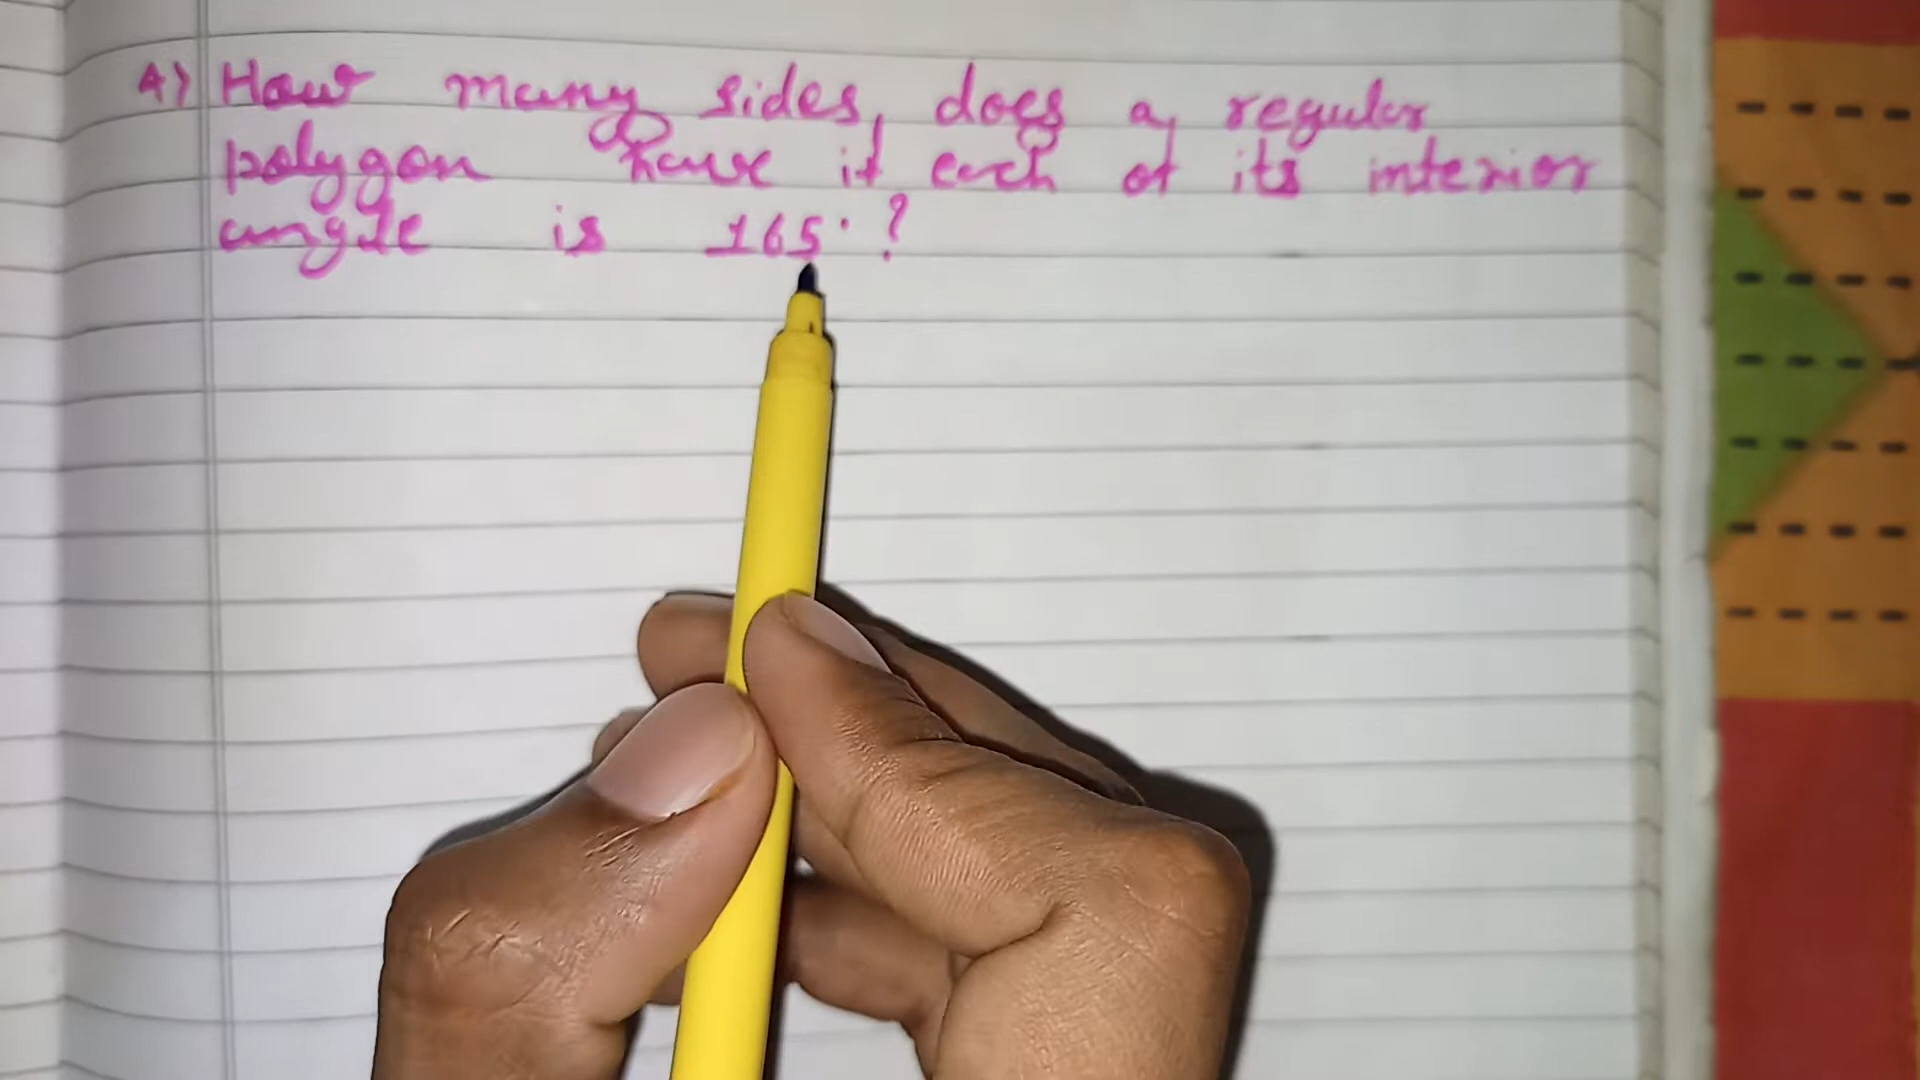 4) How many sides, does a regular
polygon have if each of its interior
angle is 165° ?